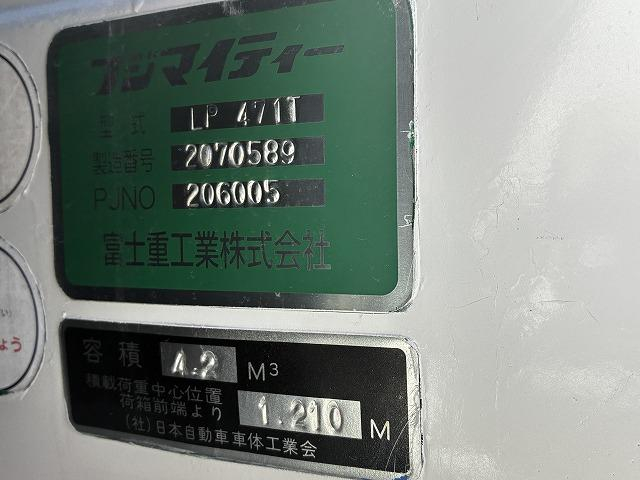 フジマイティー
型式 LP 471T
製造番号 2070589
PJNO 206005
富士重工業株式会社
容積 4.2 M³
積載荷重中心位置
荷箱前端より 1.210 M
(社)日本自動車車体工業会
い)
よう